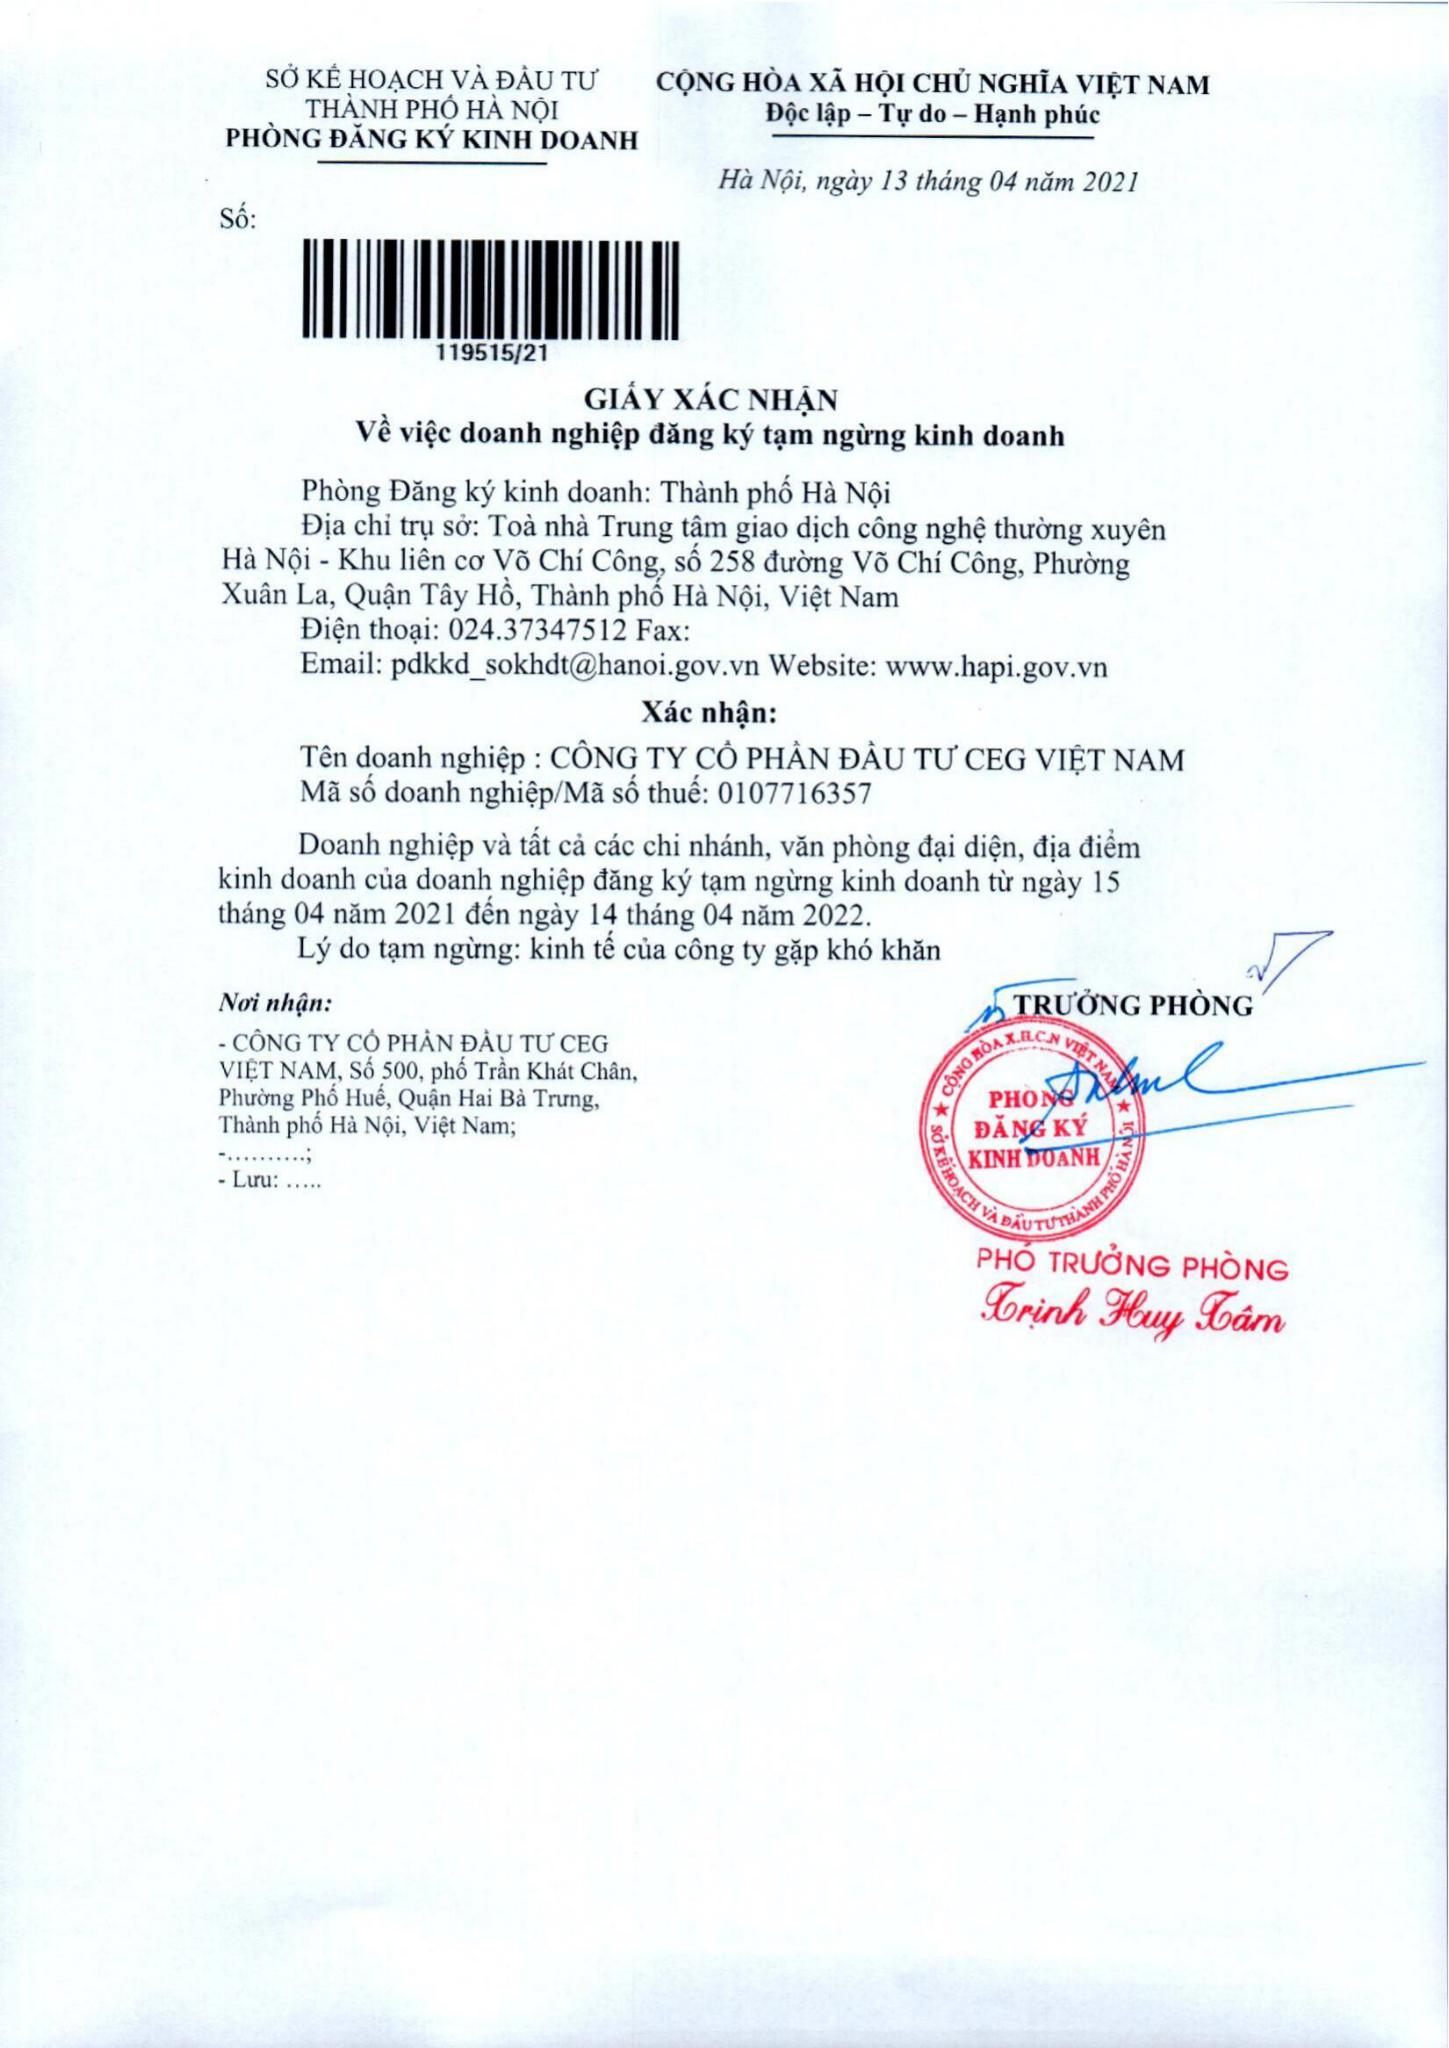 SỞ KẾ HOẠCH VÀ ĐẦU TƯ
THÀNH PHỐ HÀ NỘI
PHÒNG ĐĂNG KÝ KINH DOANH
CỘNG HÒA XÃ HỘI CHỦ NGHĨA VIỆT NAM
Độc lập – Tự do – Hạnh phúc
Hà Nội, ngày 13 tháng 04 năm 2021
Số:
119515/21
GIẤY XÁC NHẬN
Về việc doanh nghiệp đăng ký tạm ngừng kinh doanh
Phòng Đăng ký kinh doanh: Thành phố Hà Nội
Địa chỉ trụ sở: Toà nhà Trung tâm giao dịch công nghệ thường xuyên
Hà Nội - Khu liên cơ Võ Chí Công, số 258 đường Võ Chí Công, Phường
Xuân La, Quận Tây Hồ, Thành phố Hà Nội, Việt Nam
Điện thoại: 024.37347512 Fax:
Email: pdkkd_sokhdt@hanoi.gov.vn Website: www.hapi.gov.vn
Xác nhận:
Tên doanh nghiệp : CÔNG TY CỔ PHẦN ĐẦU TƯ CEG VIỆT NAM
Mã số doanh nghiệp/Mã số thuế: 0107716357
Doanh nghiệp và tất cả các chi nhánh, văn phòng đại diện, địa điểm
kinh doanh của doanh nghiệp đăng ký tạm ngừng kinh doanh từ ngày 15
tháng 04 năm 2021 đến ngày 14 tháng 04 năm 2022.
Lý do tạm ngừng: kinh tế của công ty gặp khó khăn
Nơi nhận:
- CÔNG TY CỔ PHẦN ĐẦU TƯ CEG
VIỆT NAM, Số 500, phố Trần Khát Chân,
Phường Phố Huế, Quận Hai Bà Trưng,
Thành phố Hà Nội, Việt Nam;
-..........;
- Lưu: .....
TRƯỞNG PHÒNG
CỘNG HÒA X.H.C.N VIỆT NAM
PHÒNG
ĐĂNG KÝ
KINH DOANH
SỞ KẾ HOẠCH VÀ ĐẦU TƯ THÀNH PHỐ HÀ NỘI
PHÓ TRƯỞNG PHÒNG
Trịnh Huy Tâm